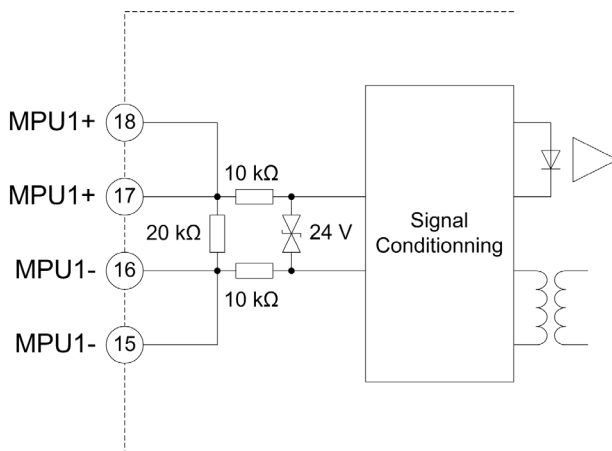 MPU1+ 18
MPU1+ 17
10 kΩ
20 kΩ
24 V
Signal
Conditionning
MPU1- 16
10 kΩ
MPU1- 15